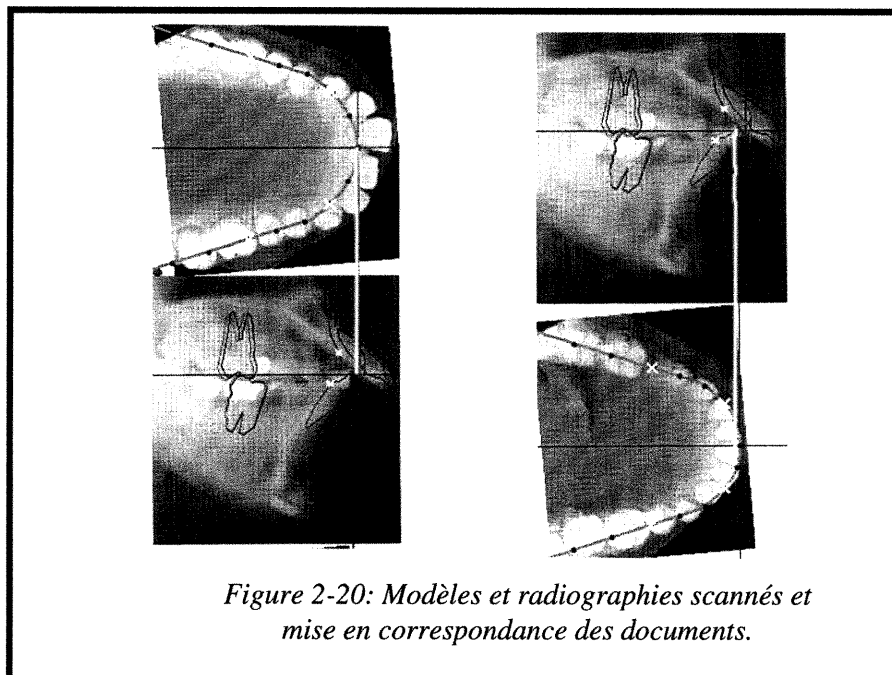 Figure 2-20: Modèles et radiographies scannés et
mise en correspondance des documents.